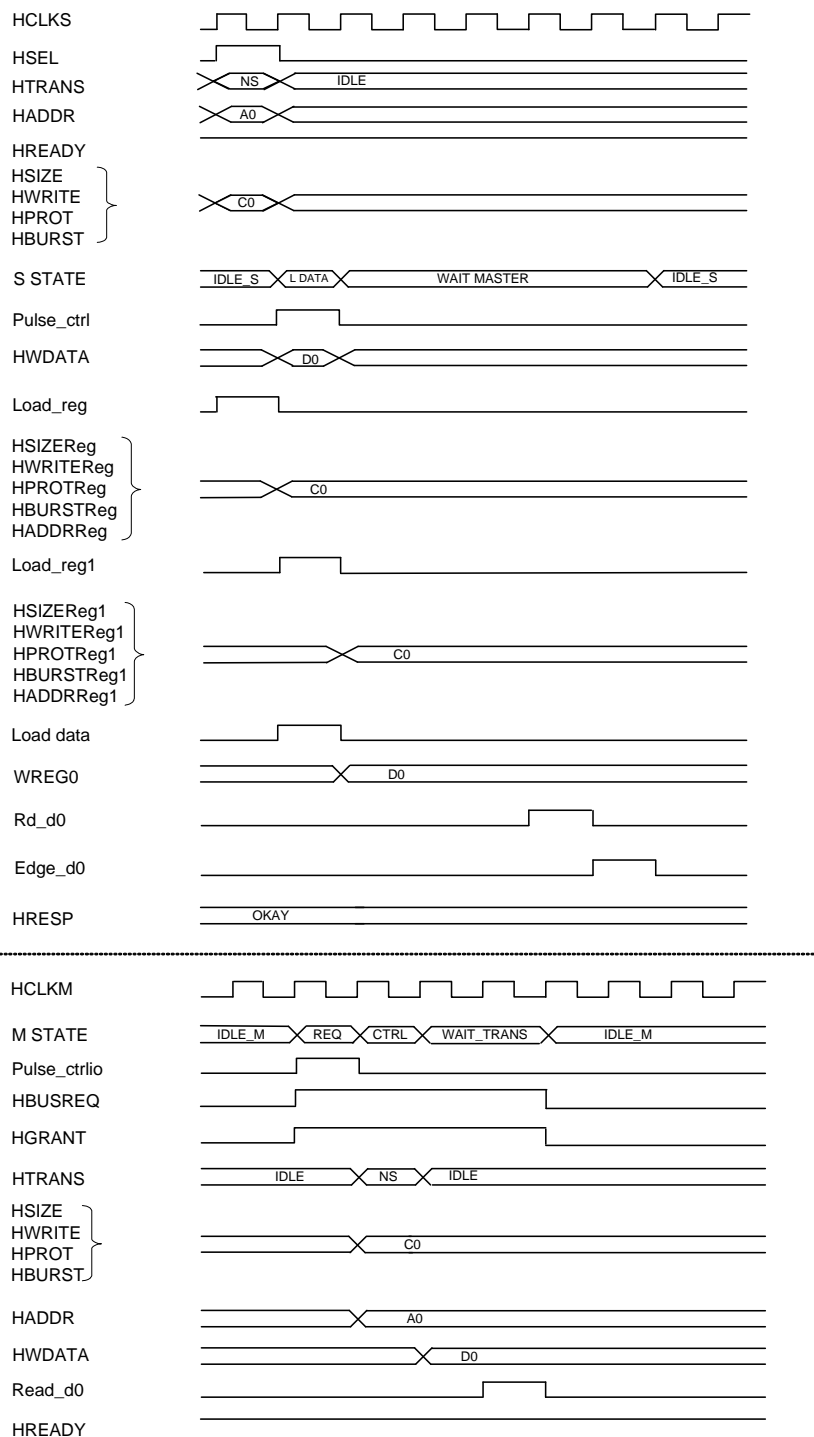 HCLKS
HSEL
HTRANS NS IDLE
HADDR A0
HREADY
HSIZE
HWRITE
HPROT
HBURST
C0
S STATE IDLE_S L DATA WAIT MASTER IDLE_S
Pulse_ctrl
HWDATA D0
Load_reg
HSIZEReg
HWRITEReg
HPROTReg
HBURSTReg
HADDRReg
C0
Load_reg1
HSIZEReg1
HWRITEReg1
HPROTReg1
HBURSTReg1
HADDRReg1
C0
Load data
WREG0 D0
Rd_d0
Edge_d0
HRESP OKAY
HCLKM
M STATE IDLE_M REQ CTRL WAIT_TRANS IDLE_M
Pulse_ctrlio
HBUSREQ
HGRANT
HTRANS IDLE NS IDLE
HSIZE
HWRITE
HPROT
HBURST
C0
HADDR A0
HWDATA D0
Read_d0
HREADY